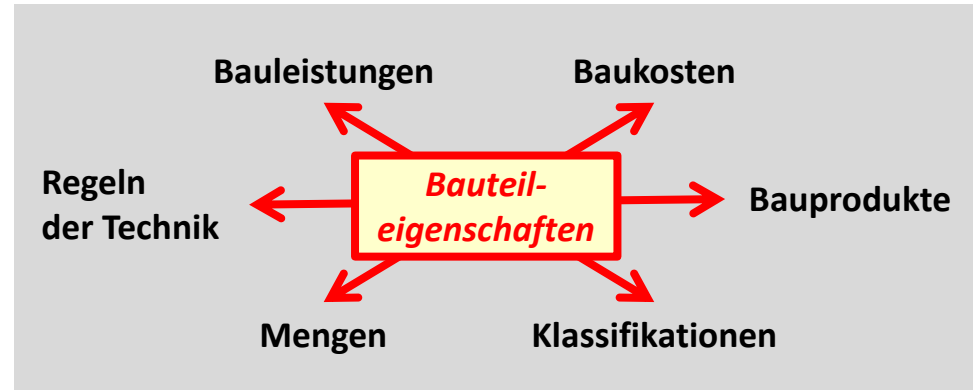 Bauleistungen
Baukosten
Regeln
der Technik
Bauteil-
eigenschaften
Bauprodukte
Mengen
Klassifikationen